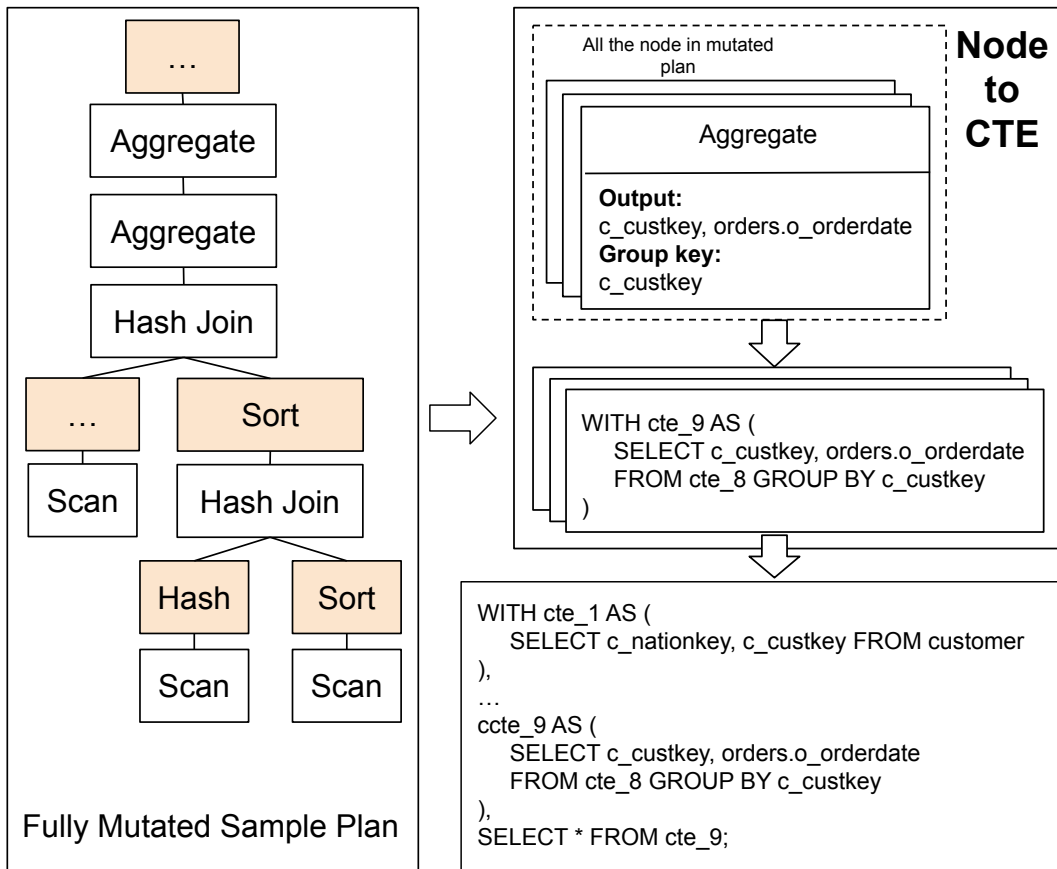 …
Aggregate
Aggregate
Hash Join
…
Sort
Scan
Hash Join
Hash
Sort
Scan
Scan
Fully Mutated Sample Plan
All the node in mutated
plan
Node
to
CTE
Aggregate
Output:
c_custkey, orders.o_orderdate
Group key:
c_custkey
WITH cte_9 AS (
SELECT c_custkey, orders.o_orderdate
FROM cte_8 GROUP BY c_custkey
)
WITH cte_1 AS (
SELECT c_nationkey, c_custkey FROM customer
),
…
ccte_9 AS (
SELECT c_custkey, orders.o_orderdate
FROM cte_8 GROUP BY c_custkey
),
SELECT * FROM cte_9;